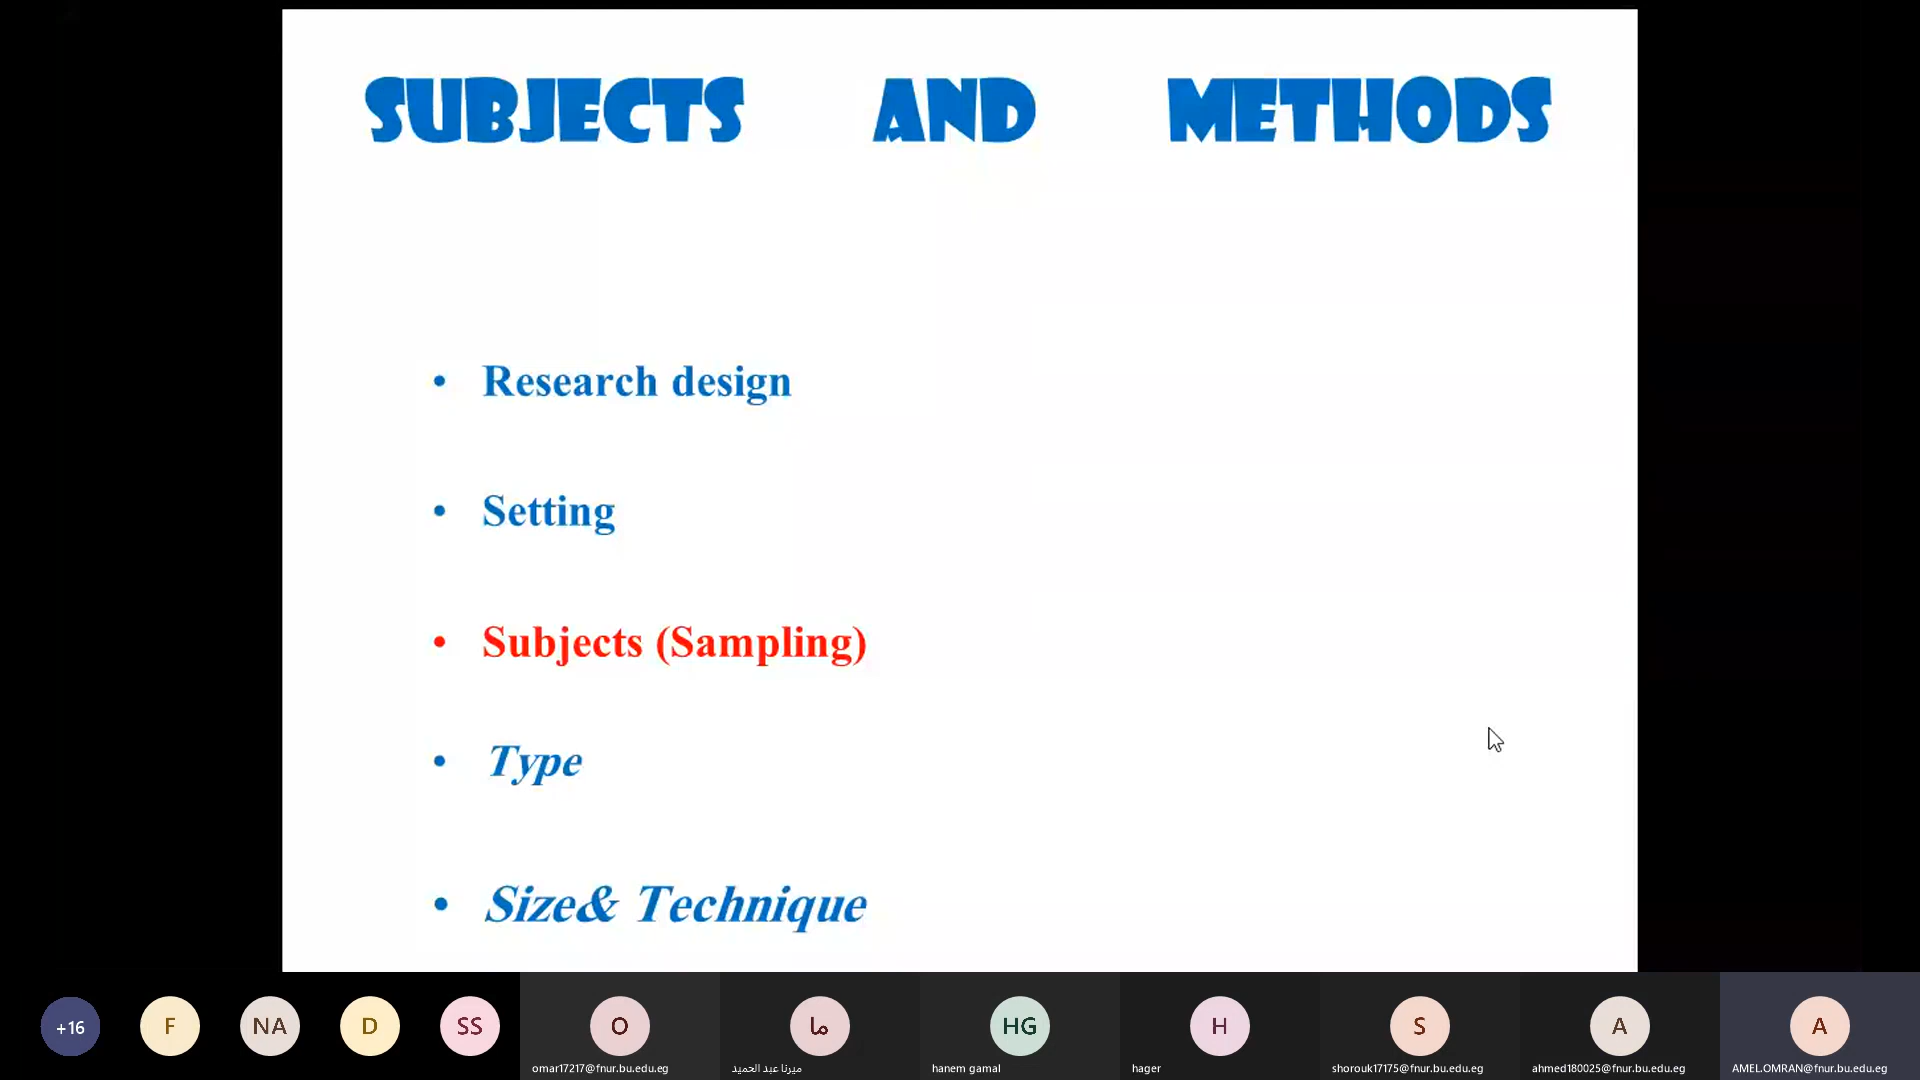 SUBJECTS AND METHODS
• Research design
• Setting
• Subjects (Sampling)
• Type
• Size& Technique
+16
F
NA
D
SS
O
ما
HG
H
S
A
A
omar17217@fnur.bu.edu.eg
ميرنا عبد الحميد
hanem gamal
hager
shorouk17175@fnur.bu.edu.eg
ahmed180025@fnur.bu.edu.eg
AMEL.OMRAN@fnur.bu.edu.eg